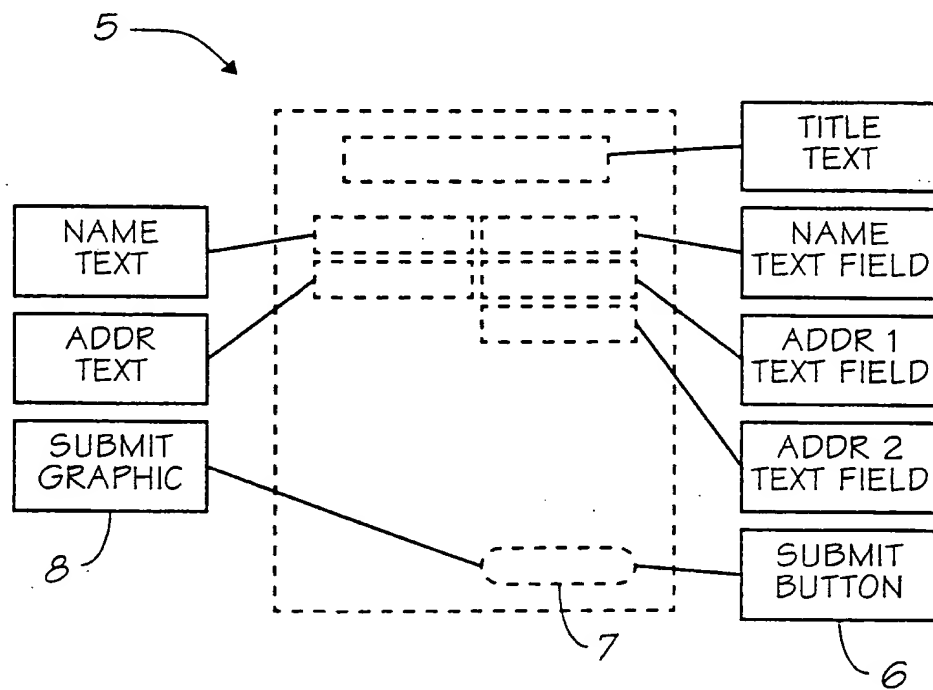 5
TITLE
TEXT
NAME
TEXT
NAME
TEXT FIELD
ADDR
TEXT
ADDR 1
TEXT FIELD
SUBMIT
GRAPHIC
ADDR 2
TEXT FIELD
8
SUBMIT
BUTTON
7
6